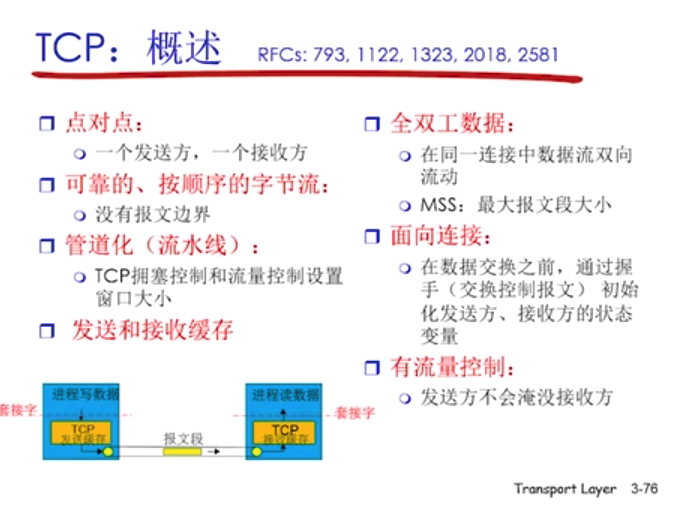 TCP：概述 RFCs: 793, 1122, 1323, 2018, 2581
点对点：
一个发送方，一个接收方
可靠的、按顺序的字节流：
没有报文边界
管道化（流水线）：
TCP拥塞控制和流量控制设置
窗口大小
发送和接收缓存
全双工数据：
在同一连接中数据流双向
流动
MSS：最大报文段大小
面向连接：
在数据交换之前，通过握
手（交换控制报文） 初始
化发送方、接收方的状态
变量
有流量控制：
发送方不会淹没接收方
进程写数据
套接字
TCP
发送缓存
报文段
进程读数据
套接字
TCP
接收缓存
Transport Layer 3-76